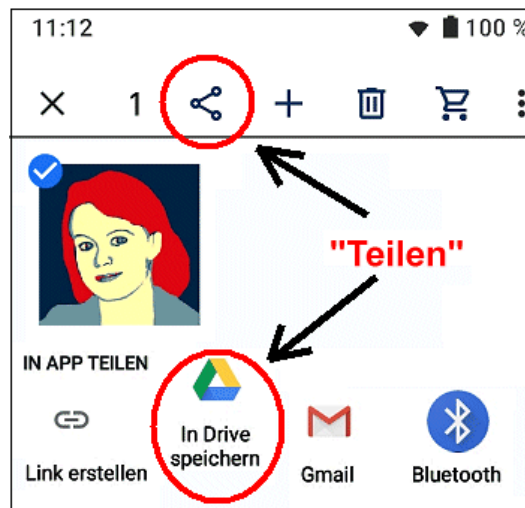 11:12
100 %
1
"Teilen"
IN APP TEILEN
Link erstellen
In Drive
speichern
Gmail
Bluetooth